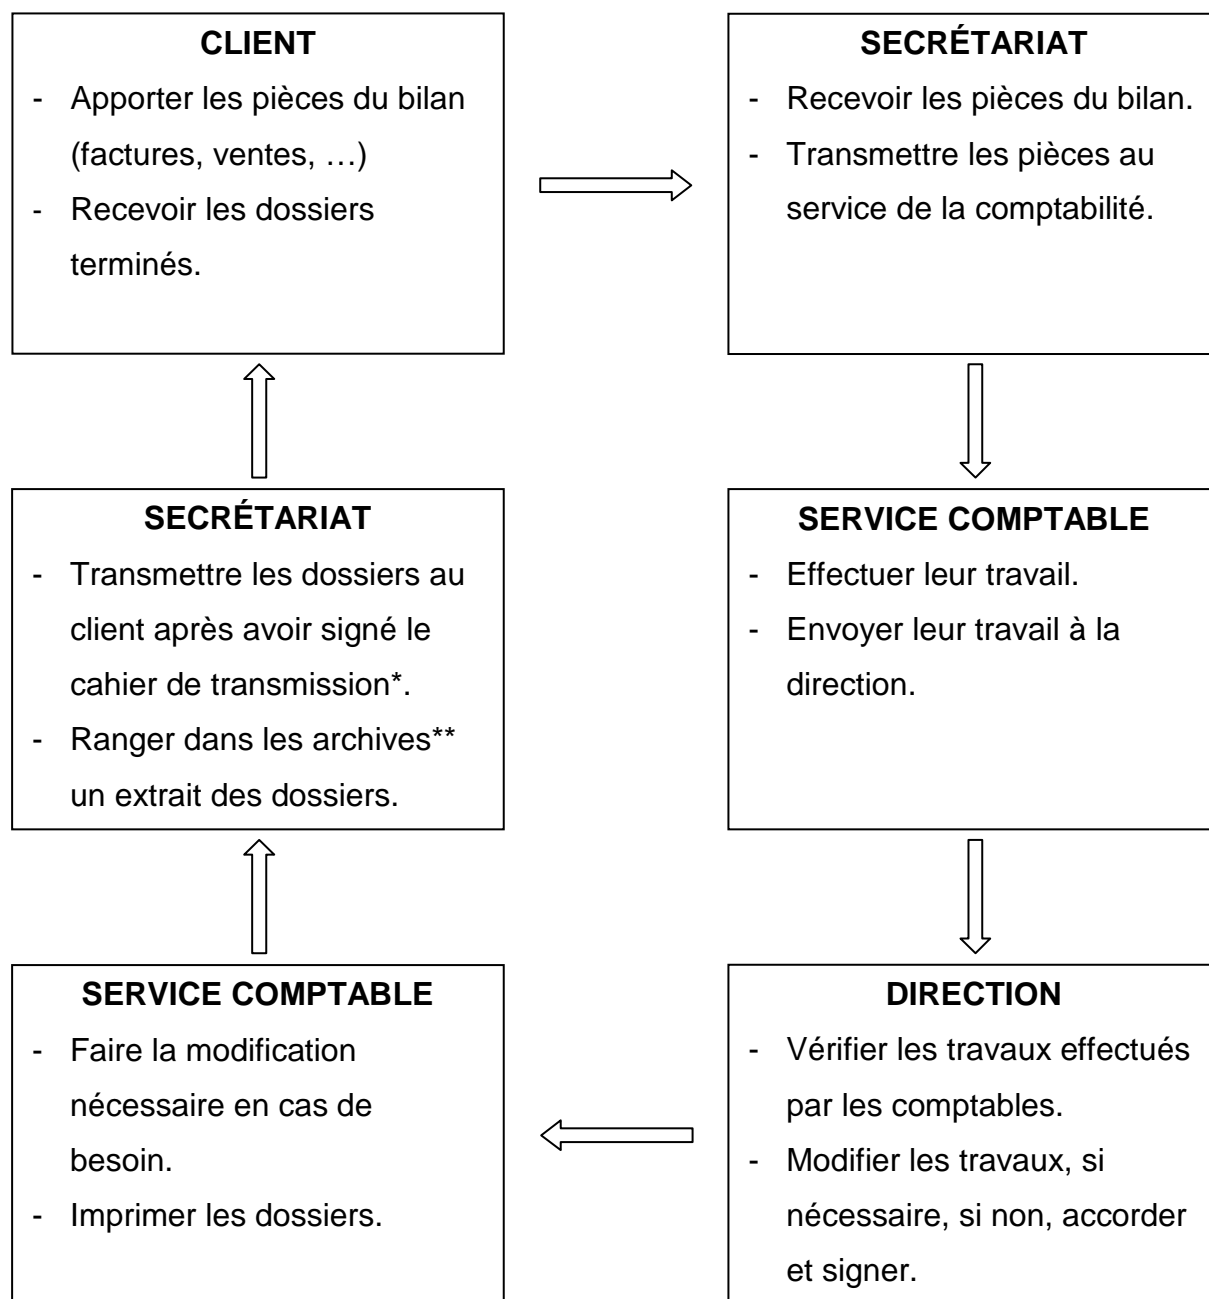 CLIENT
- Apporter les pièces du bilan
(factures, ventes, …)
- Recevoir les dossiers
terminés.
SECRÉTARIAT
- Recevoir les pièces du bilan.
- Transmettre les pièces au
service de la comptabilité.
SECRÉTARIAT
- Transmettre les dossiers au
client après avoir signé le
cahier de transmission*.
- Ranger dans les archives**
un extrait des dossiers.
SERVICE COMPTABLE
- Effectuer leur travail.
- Envoyer leur travail à la
direction.
SERVICE COMPTABLE
- Faire la modification
nécessaire en cas de
besoin.
- Imprimer les dossiers.
DIRECTION
- Vérifier les travaux effectués
par les comptables.
- Modifier les travaux, si
nécessaire, si non, accorder
et signer.